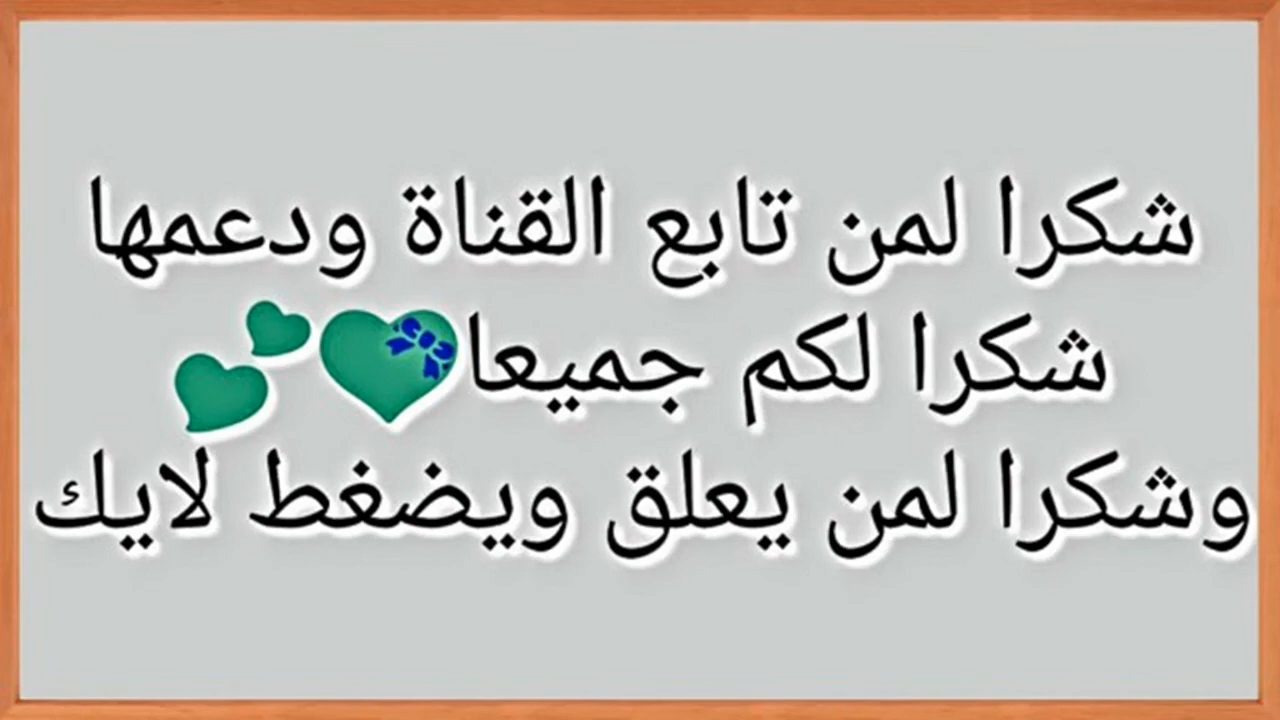 شكرا لمن تابع القناة ودعمها
شكرا لكم جميعا💝💕
وشكرا لمن يعلق ويضغط لايك